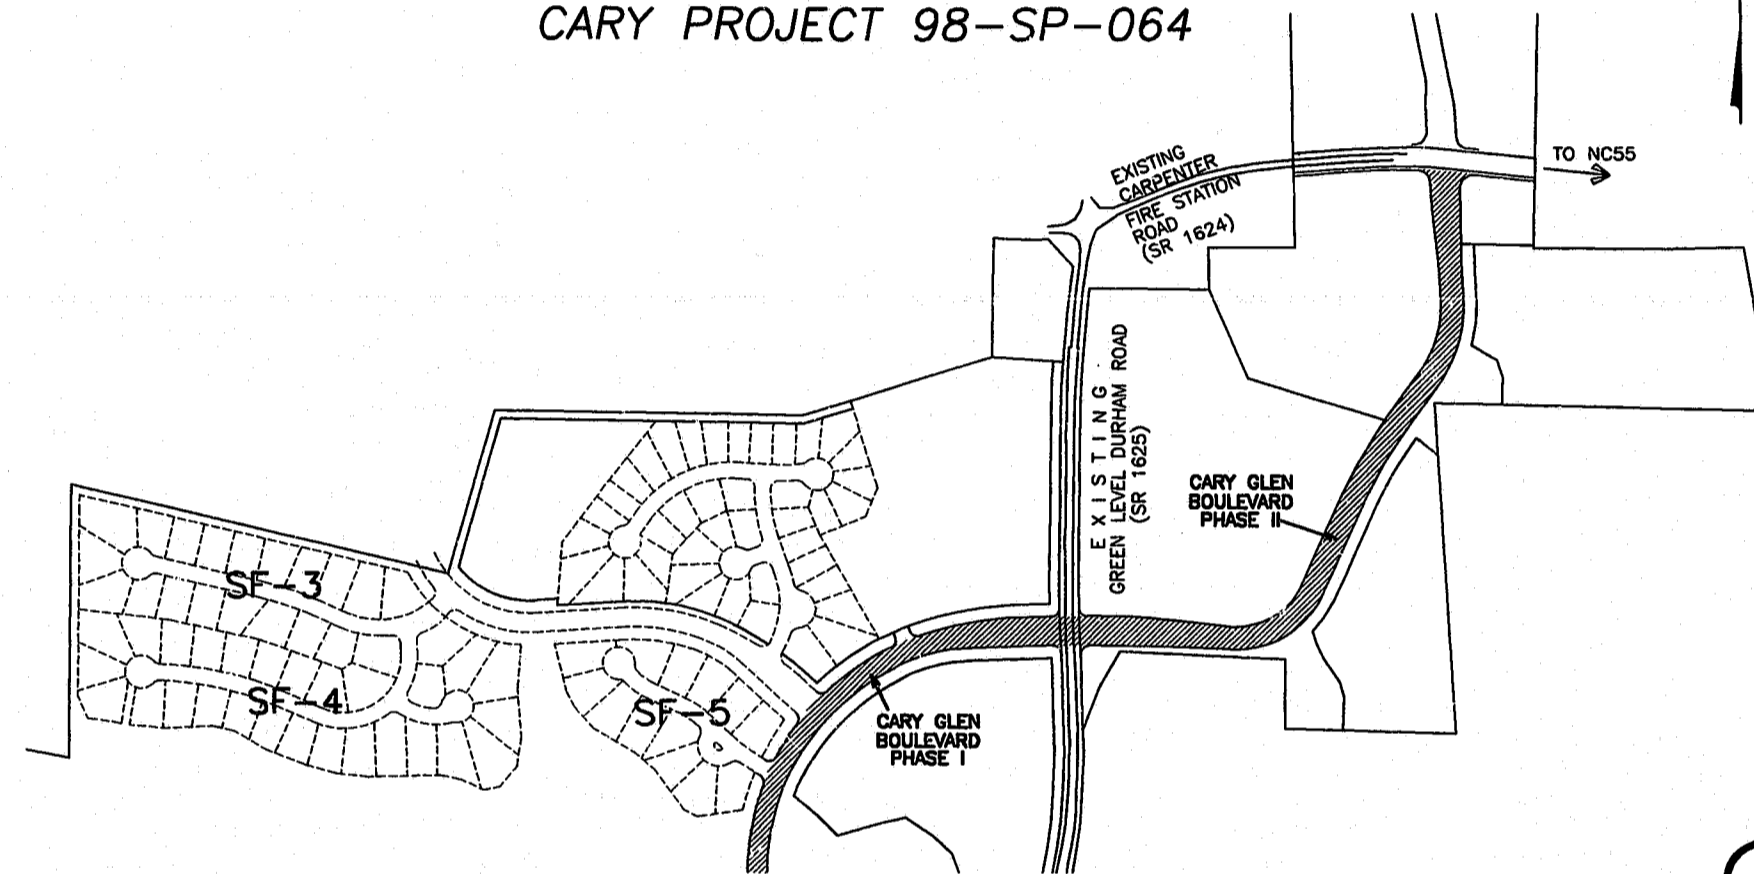 CARY PROJECT 98-SP-064
TO NC55
EXISTING
CARPENTER
FIRE STATION
ROAD
(SR 1624)
EXISTING
GREEN LEVEL DURHAM ROAD
(SR 1625)
CARY GLEN
BOULEVARD
PHASE II
SF-3
SF-4
SF-5
CARY GLEN
BOULEVARD
PHASE I